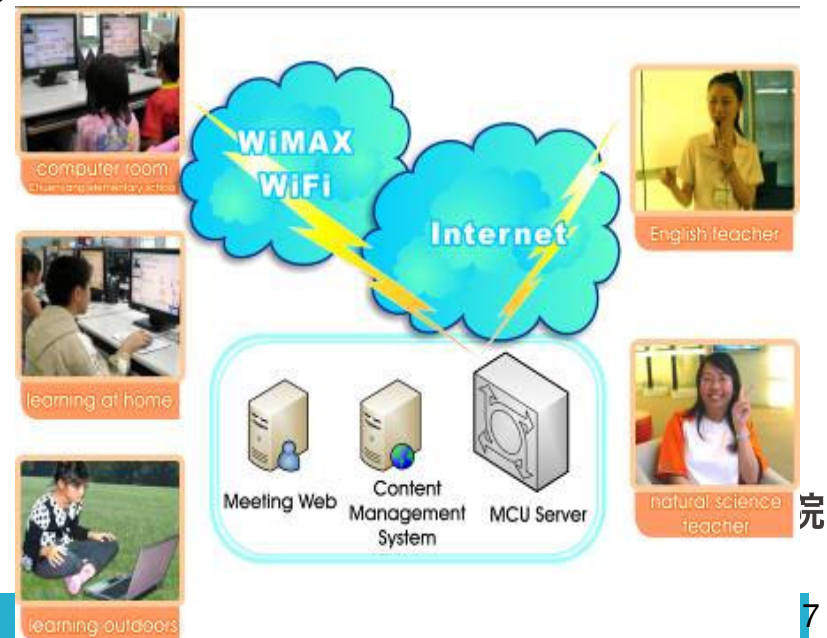 computer room
Chuenyang elementary school
WiMAX
WiFi
Internet
English teacher
learning at home
Meeting Web
Content
Management
System
MCU Server
natural science
teacher
院
learning outdoors
7